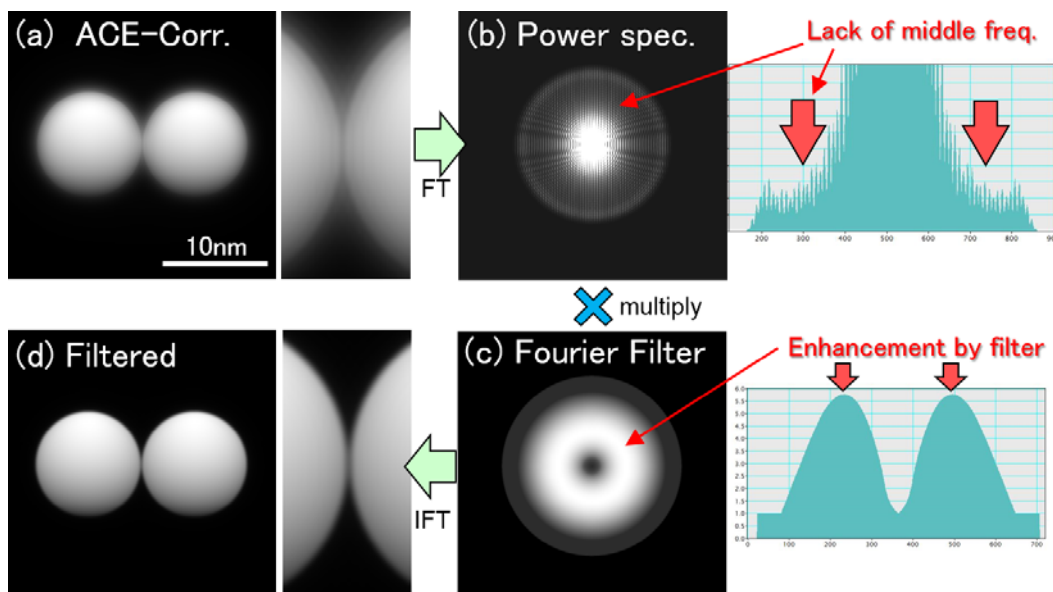 (a) ACE-Corr.
10nm
FT
(b) Power spec.
Lack of middle freq.
200 300 400 500 600 700 800 900
multiply
(d) Filtered
IFT
(c) Fourier Filter
Enhancement by filter
6.0
5.5
5.0
4.5
4.0
3.5
3.0
2.5
2.0
1.5
1.0
0.5
0.0
0 100 200 300 400 500 600 700